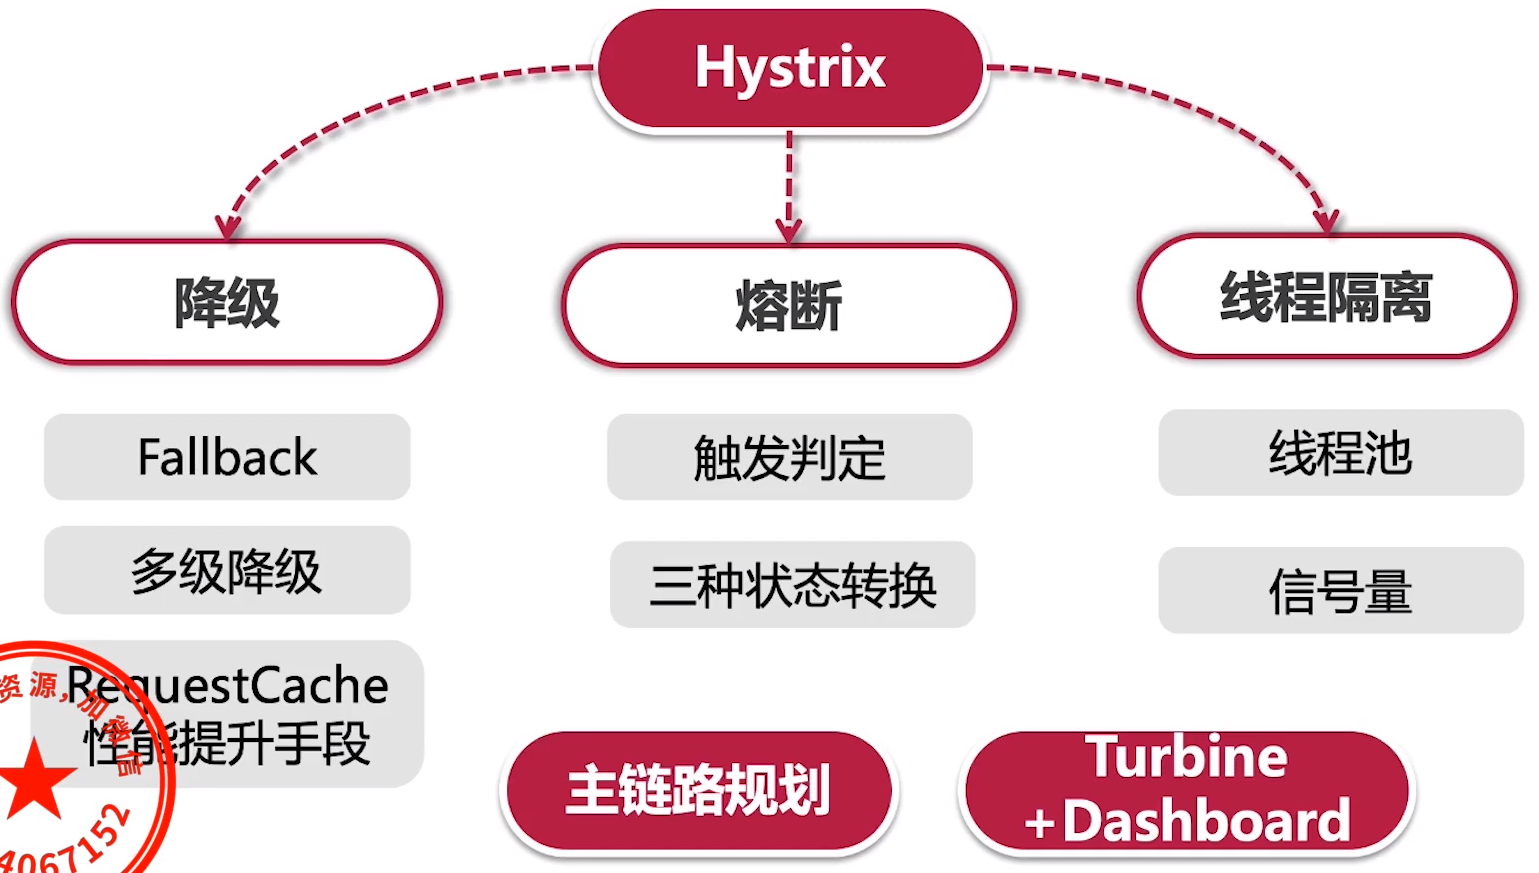 Hystrix
降级
熔断
线程隔离
Fallback
触发判定
线程池
多级降级
三种状态转换
信号量
RequestCache
性能提升手段
主链路规划
Turbine
+Dashboard
资源,加微信
4067152